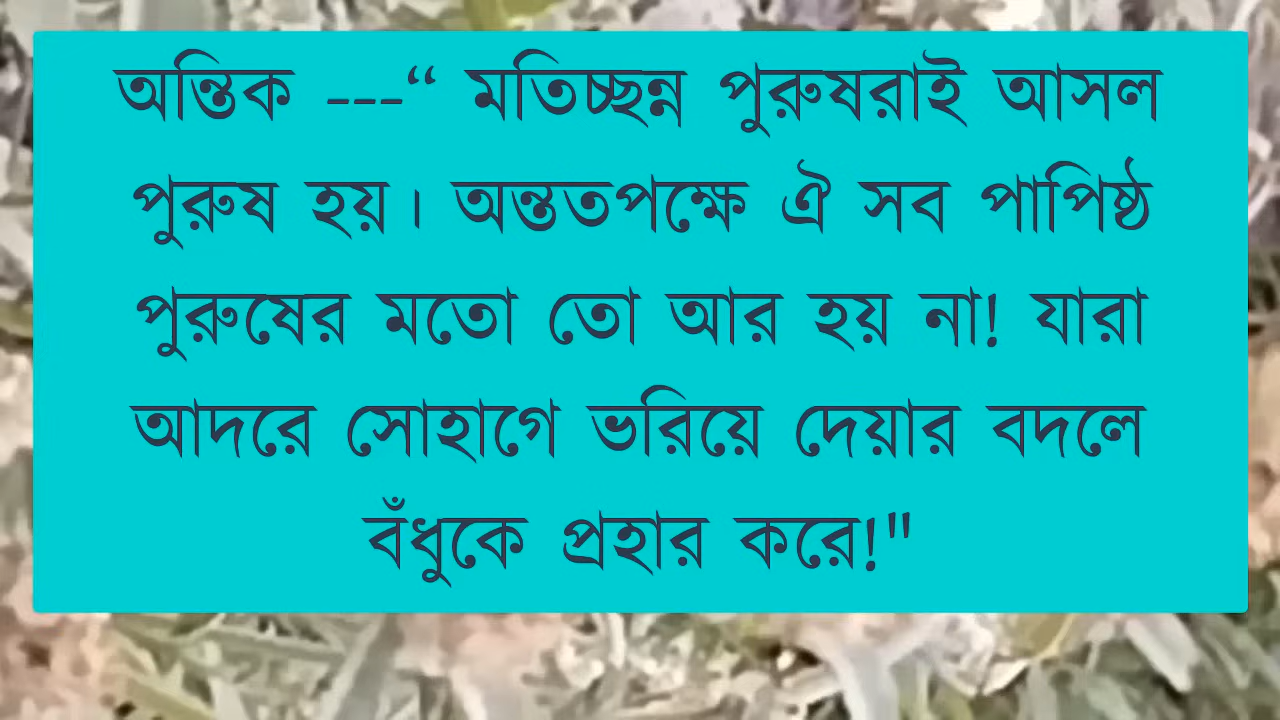 অন্তিক ---“ মতিচ্ছন্ন পুরুষরাই আসল
পুরুষ হয়। অন্ততপক্ষে ঐ সব পাপিষ্ঠ
পুরুষের মতো তো আর হয় না! যারা
আদরে সোহাগে ভরিয়ে দেয়ার বদলে
বঁধুকে প্রহার করে!"